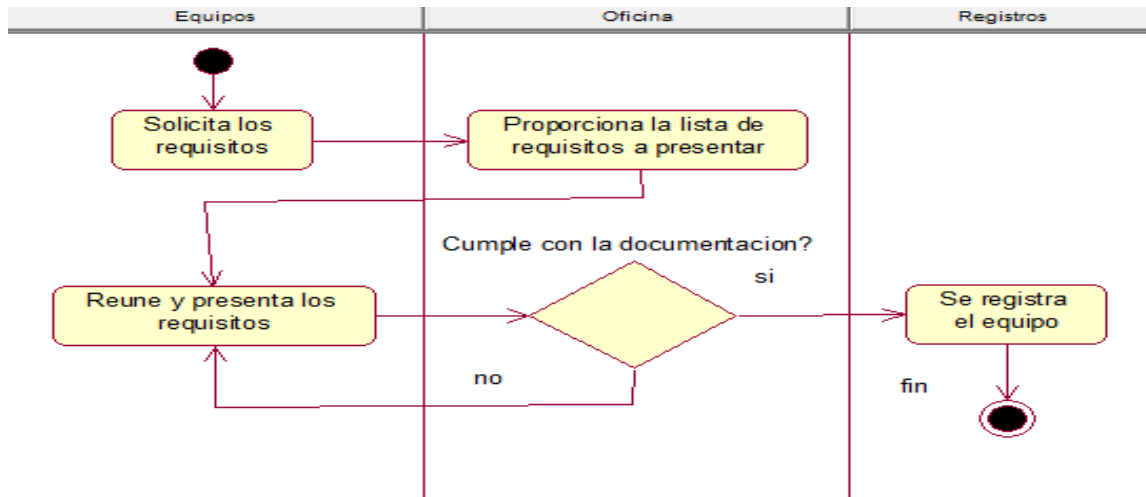 Equipos
Oficina
Registros
Solicita los
requisitos
Proporciona la lista de
requisitos a presentar
Cumple con la documentacion?
si
Reune y presenta los
requisitos
Se registra
el equipo
no
fin